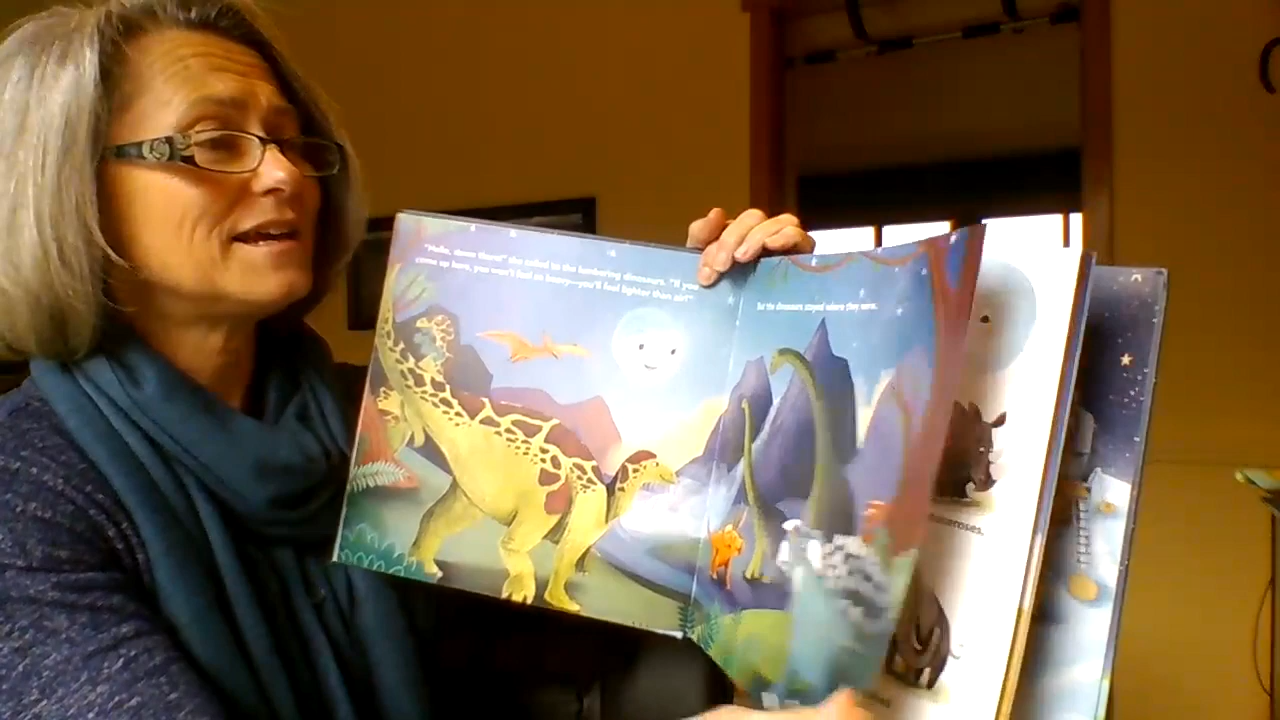 "Hello, down there!" she called to the lumbering dinosaurs. "If you
come up here, you won't feel so heavy—you'll feel lighter than air!"
But the dinosaurs stayed where they were.